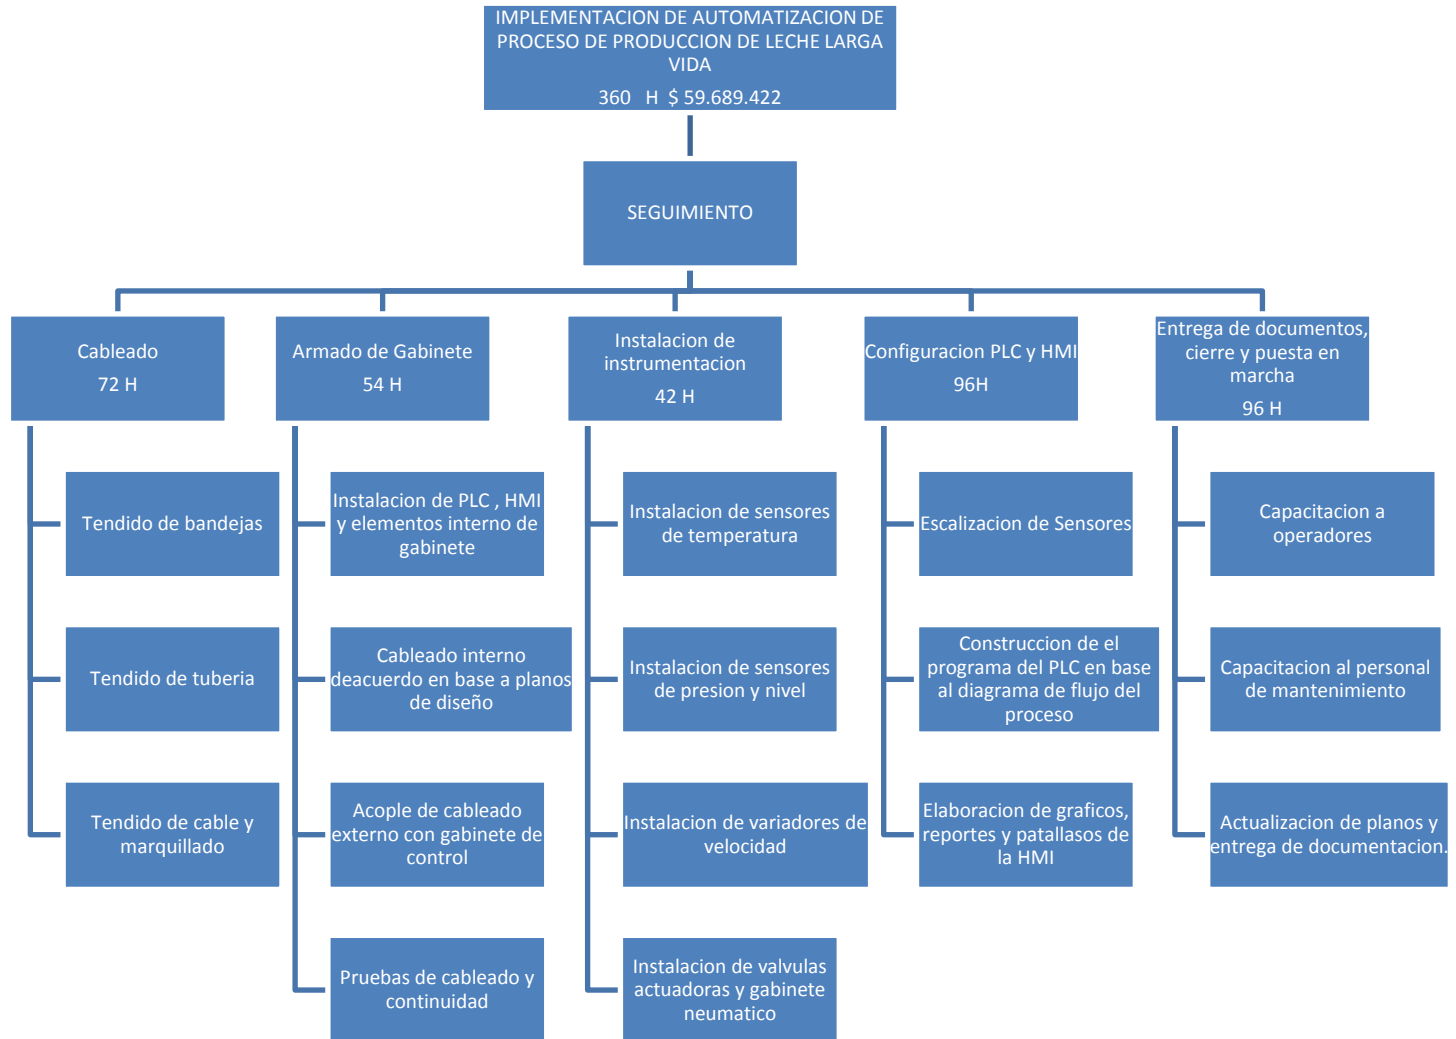 IMPLEMENTACION DE AUTOMATIZACION DE
PROCESO DE PRODUCCION DE LECHE LARGA
VIDA
360 H $ 59.689.422
SEGUIMIENTO
Cableado
72 H
Tendido de bandejas
Tendido de tuberia
Tendido de cable y
marquillado
Armado de Gabinete
54 H
Instalacion de PLC , HMI
y elementos interno de
gabinete
Cableado interno
deacuerdo en base a planos
de diseño
Acople de cableado
externo con gabinete de
control
Pruebas de cableado y
continuidad
Instalacion de
instrumentacion
42 H
Instalacion de sensores
de temperatura
Instalacion de sensores
de presion y nivel
Instalacion de variadores de
velocidad
Instalacion de valvulas
actuadoras y gabinete
neumatico
Configuracion PLC y HMI
96H
Escalizacion de Sensores
Construccion de el
programa del PLC en base
al diagrama de flujo del
proceso
Elaboracion de graficos,
reportes y patallasos de
la HMI
Entrega de documentos,
cierre y puesta en
marcha
96 H
Capacitacion a
operadores
Capacitacion al personal
de mantenimiento
Actualizacion de planos y
entrega de documentacion.